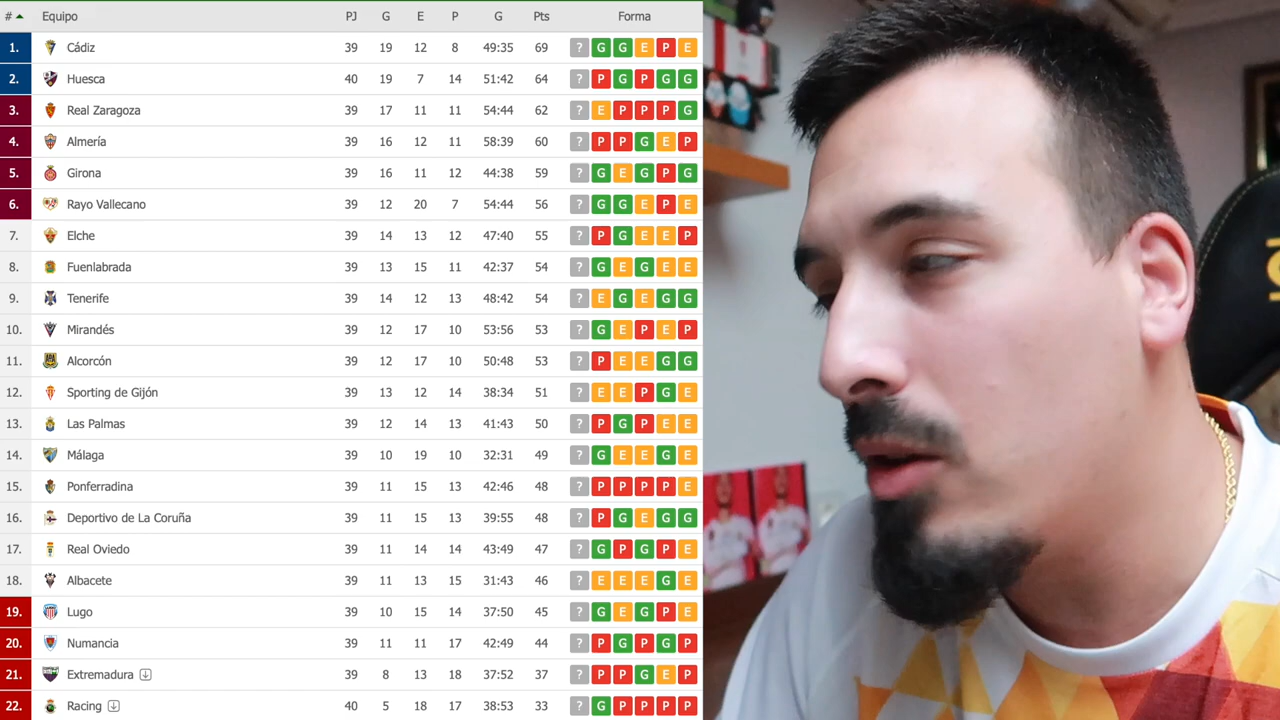 # Equipo PJ G E P G Pts Forma
1. Cádiz 39 19 12 8 49:35 69 ? G G E P E
2. Huesca 40 19 7 14 51:42 64 ? P G P G G
3. Real Zaragoza 39 17 11 11 54:44 62 ? E P P P G
4. Almería 39 16 12 11 58:39 60 ? P P G E P
5. Girona 39 16 11 12 44:38 59 ? G E G P G
6. Rayo Vallecano 39 12 20 7 54:44 56 ? G G E P E
7. Elche 39 14 13 12 47:40 55 ? P G E E P
8. Fuenlabrada 39 13 15 11 42:37 54 ? G E G E E
9. Tenerife 39 14 12 13 48:42 54 ? E G E G G
10. Mirandés 39 12 17 10 53:56 53 ? G E P E P
11. Alcorcón 39 12 17 10 50:48 53 ? P E E G G
12. Sporting de Gijón 39 13 12 14 38:34 51 ? E E P G E
13. Las Palmas 39 12 14 13 41:43 50 ? P G P E E
14. Málaga 39 10 19 10 32:31 49 ? G E E G E
15. Ponferradina 39 11 15 13 42:46 48 ? P P P P E
16. Deportivo de La Coruña 39 11 15 13 39:55 48 ? P G E G G
17. Real Oviedo 39 11 14 14 43:49 47 ? G P G P E
18. Albacete 39 11 13 15 31:43 46 ? E E E G E
19. Lugo 39 10 15 14 37:50 45 ? G E G P E
20. Numancia 39 11 11 17 42:49 44 ? P G P G P
21. Extremadura 39 8 13 18 37:52 37 ? P P G E P
22. Racing 40 5 18 17 38:53 33 ? G P P P P